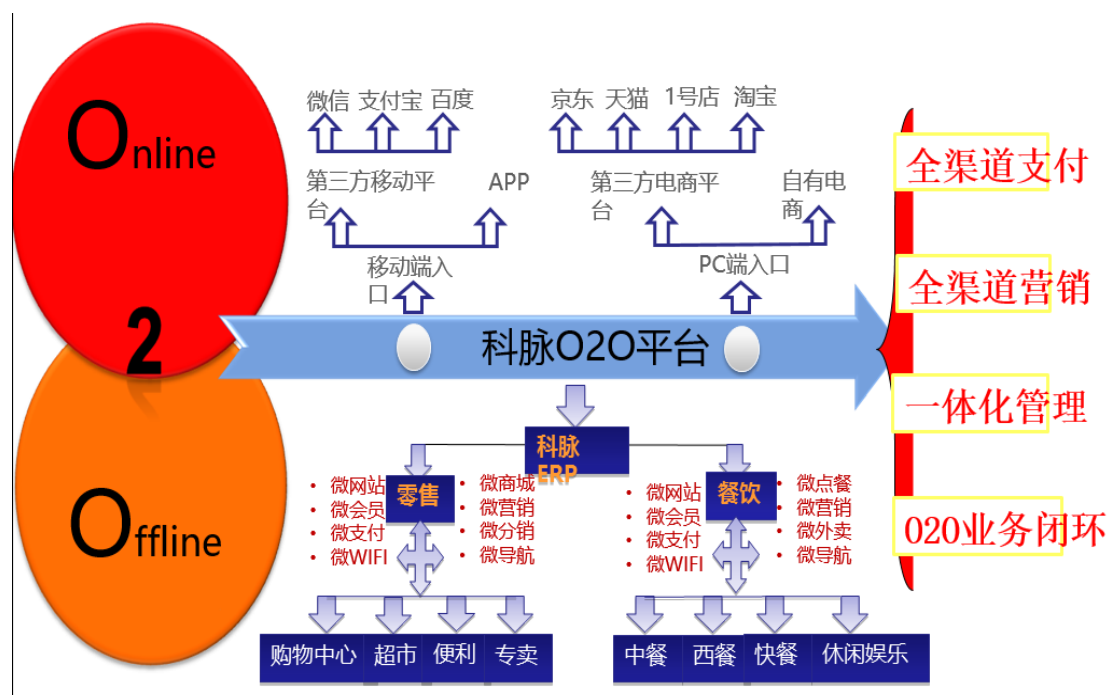 Online
2
Offline
微信 支付宝 百度
京东 天猫 1号店 淘宝
第三方移动平
台
APP
第三方电商平
台
自有电
商
移动端入
口
PC端入口
科脉O2O平台
科脉
ERP
零售
• 微网站
• 微会员
• 微支付
• 微WIFI
• 微商城
• 微营销
• 微分销
• 微导航
餐饮
• 微网站
• 微会员
• 微支付
• 微WIFI
• 微点餐
• 微营销
• 微外卖
• 微导航
购物中心 超市 便利 专卖
中餐 西餐 快餐 休闲娱乐
全渠道支付
全渠道营销
一体化管理
O2O业务闭环